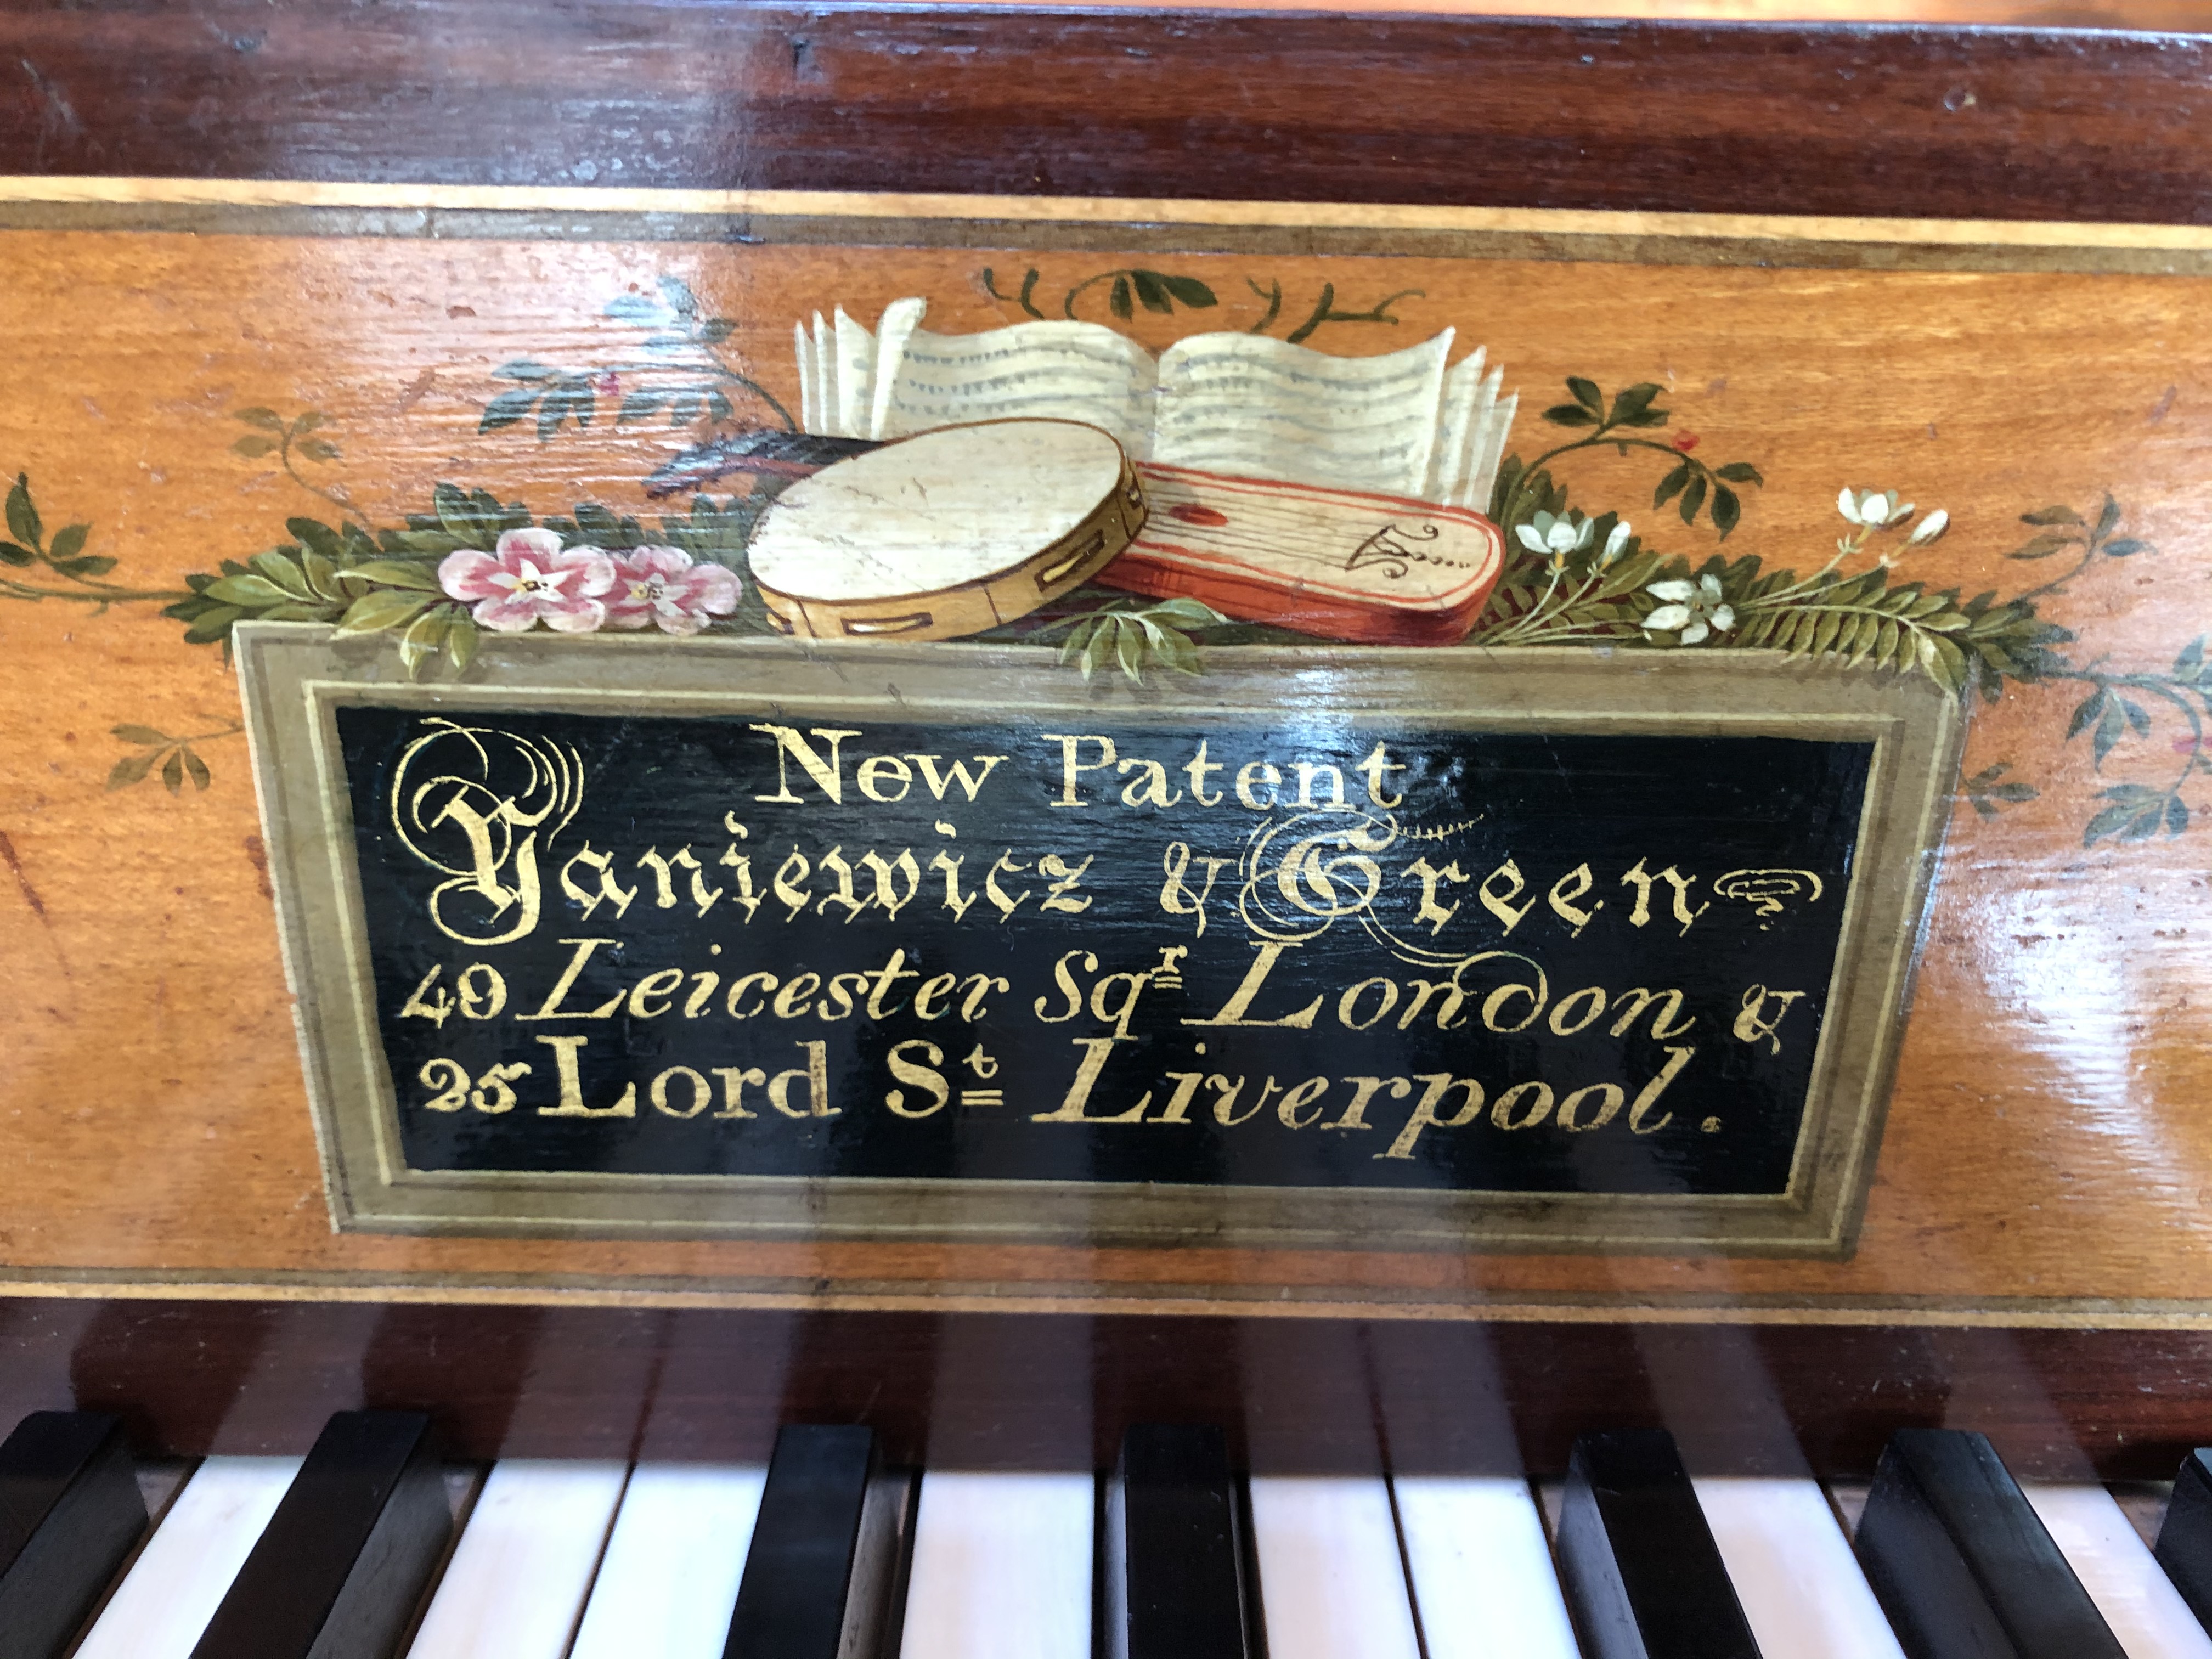 New Patent
Yaniewicz & Green
49 Leicester Sqr London &
25 Lord St Liverpool.